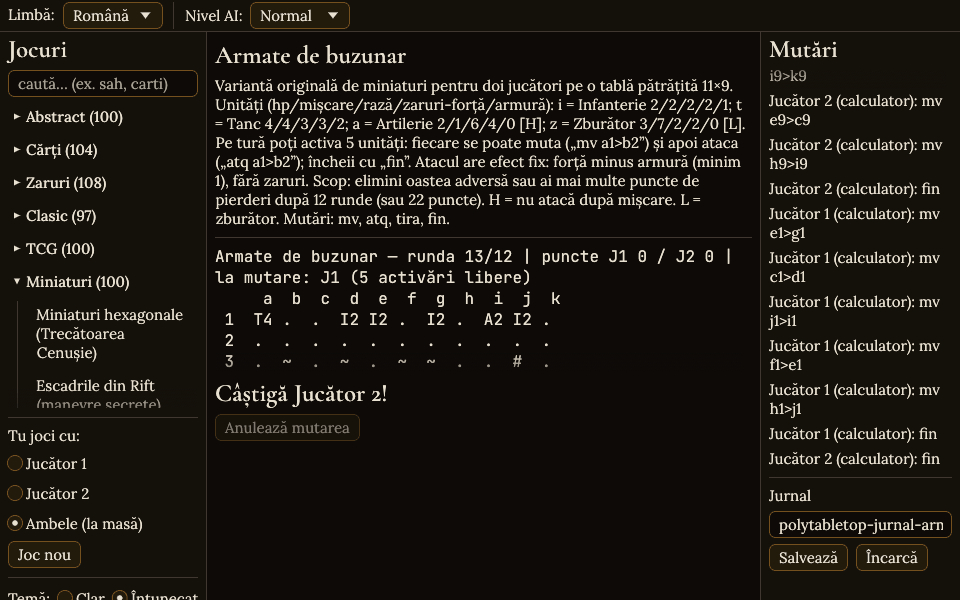 Limbă: Română ▼ Nivel AI: Normal ▼
Jocuri
caută... (ex. sah, carti)
▸ Abstract (100)
▸ Cărți (104)
▸ Zaruri (108)
▸ Clasic (97)
▸ TCG (100)
▾ Miniaturi (100)
Miniaturi hexagonale
(Trecătoarea
Cenușie)
Escadrile din Rift
(manevre secrete)
Tu joci cu:
Jucător 1
Jucător 2
Ambele (la masă)
Joc nou
Temă: Clar Întunecat
Armate de buzunar
Variantă originală de miniaturi pentru doi jucători pe o tablă pătrățită 11×9.
Unități (hp/mișcare/rază/zaruri-forță/armură): i = Infanterie 2/2/2/2/1; t
= Tanc 4/4/3/3/2; a = Artilerie 2/1/6/4/0 [H]; z = Zburător 3/7/2/2/0 [L].
Pe tură poți activa 5 unități: fiecare se poate muta („mv a1>b2”) și apoi ataca
(„atq a1>b2”); închei cu „fin”. Atacul are efect fix: forță minus armură (minim
1), fără zaruri. Scop: elimini oastea adversă sau ai mai multe puncte de
pierderi după 12 runde (sau 22 puncte). H = nu atacă după mișcare. L =
zburător. Mutări: mv, atq, tira, fin.
Armate de buzunar — runda 13/12 | puncte J1 0 / J2 0 |
la mutare: J1 (5 activări libere)
a b c d e f g h i j k
1 T4 . . I2 I2 . I2 . A2 I2 .
2 . . . . . . . . . . .
3 . ~ . ~ . ~ ~ . . # .
Câștigă Jucător 2!
Anulează mutarea
Mutări
i9>k9
Jucător 2 (calculator): mv
e9>c9
Jucător 2 (calculator): mv
h9>i9
Jucător 2 (calculator): fin
Jucător 1 (calculator): mv
e1>g1
Jucător 1 (calculator): mv
c1>d1
Jucător 1 (calculator): mv
j1>i1
Jucător 1 (calculator): mv
f1>e1
Jucător 1 (calculator): mv
h1>j1
Jucător 1 (calculator): fin
Jucător 2 (calculator): fin
Jurnal
polytabletop-jurnal-arm
Salvează Încarcă